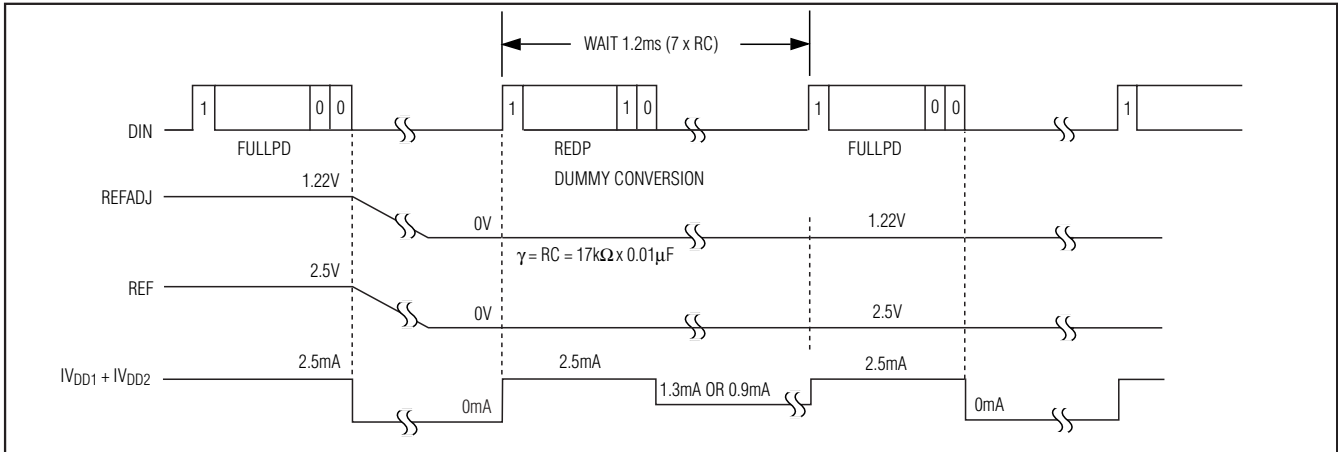 WAIT 1.2ms (7 x RC)
DIN 1 0 0 1 1 0 1 0 0 1
FULLPD REDP FULLPD
DUMMY CONVERSION
REFADJ 1.22V 0V 1.22V
γ = RC = 17kΩ x 0.01μF
REF 2.5V 0V 2.5V
IVDD1 + IVDD2 2.5mA 0mA 2.5mA 1.3mA OR 0.9mA 2.5mA 0mA